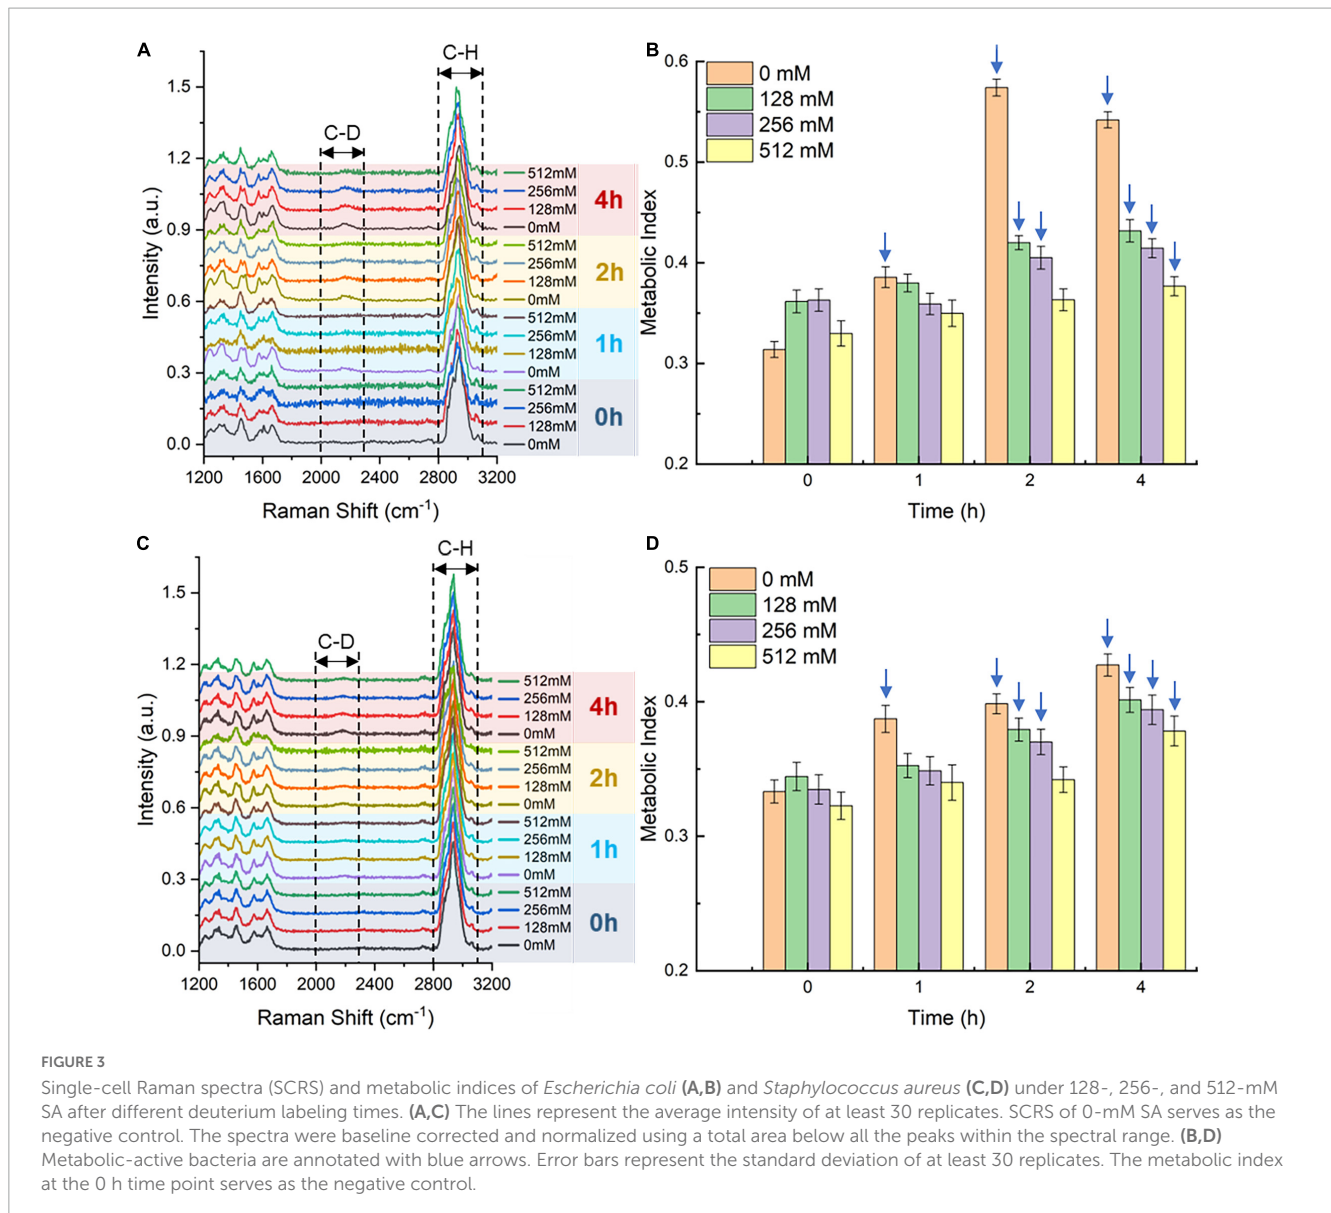 A
C-H
C-D
1.5
1.2
0.9
0.6
0.3
0.0
Intensity (a.u.)
512mM
256mM
128mM
0mM
4h
512mM
256mM
128mM
0mM
2h
512mM
256mM
128mM
0mM
1h
512mM
256mM
128mM
0mM
0h
1200 1600 2000 2400 2800 3200
Raman Shift (cm⁻¹)
B
0.6
0.5
0.4
0.3
0.2
Metabolic Index
0 mM
128 mM
256 mM
512 mM
0 1 2 4
Time (h)
C
C-H
C-D
1.5
1.2
0.9
0.6
0.3
0.0
Intensity (a.u.)
512mM
256mM
128mM
0mM
4h
512mM
256mM
128mM
0mM
2h
512mM
256mM
128mM
0mM
1h
512mM
256mM
128mM
0mM
0h
1200 1600 2000 2400 2800 3200
Raman Shift (cm⁻¹)
D
0.5
0.4
0.3
0.2
Metabolic Index
0 mM
128 mM
256 mM
512 mM
0 1 2 4
Time (h)
FIGURE 3
Single-cell Raman spectra (SCRS) and metabolic indices of Escherichia coli (A,B) and Staphylococcus aureus (C,D) under 128-, 256-, and 512-mM
SA after different deuterium labeling times. (A,C) The lines represent the average intensity of at least 30 replicates. SCRS of 0-mM SA serves as the
negative control. The spectra were baseline corrected and normalized using a total area below all the peaks within the spectral range. (B,D)
Metabolic-active bacteria are annotated with blue arrows. Error bars represent the standard deviation of at least 30 replicates. The metabolic index
at the 0 h time point serves as the negative control.